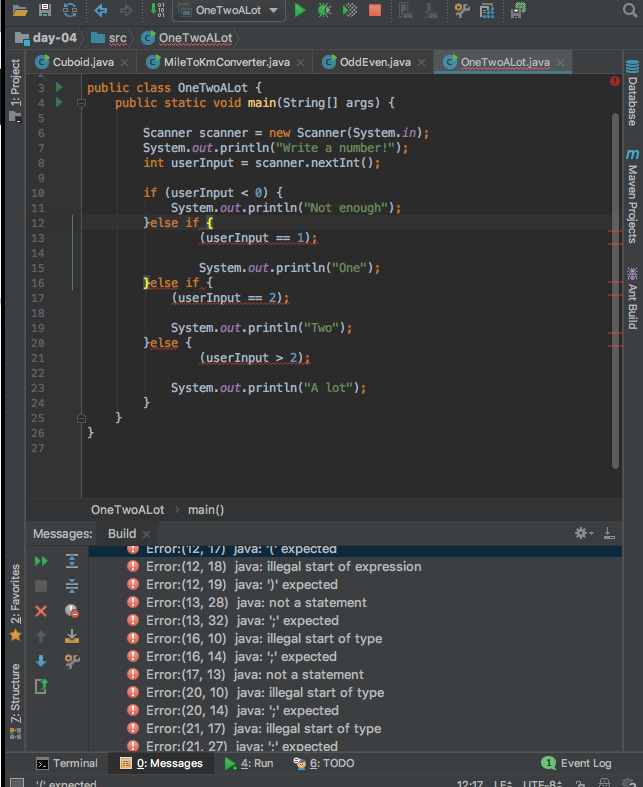 OneTwoALot
day-04 src OneTwoALot
Cuboid.java MileToKmConverter.java OddEven.java OneTwoALot.java
1: Project
Database
Maven Projects
Ant Build
3 public class OneTwoALot {
4 public static void main(String[] args) {
5
6 Scanner scanner = new Scanner(System.in);
7 System.out.println("Write a number!");
8 int userInput = scanner.nextInt();
9
10 if (userInput < 0) {
11 System.out.println("Not enough");
12 }else if {
13 (userInput == 1);
14
15 System.out.println("One");
16 }else if {
17 (userInput == 2);
18
19 System.out.println("Two");
20 }else {
21 (userInput > 2);
22
23 System.out.println("A lot");
24 }
25 }
26 }
27
OneTwoALot › main()
Messages: Build
2: Favorites
7: Structure
Error:(12, 17) java: '(' expected
Error:(12, 18) java: illegal start of expression
Error:(12, 19) java: ')' expected
Error:(13, 28) java: not a statement
Error:(13, 32) java: ';' expected
Error:(16, 10) java: illegal start of type
Error:(16, 14) java: ';' expected
Error:(17, 13) java: not a statement
Error:(20, 10) java: illegal start of type
Error:(20, 14) java: ';' expected
Error:(21, 17) java: illegal start of type
Error:(21, 27) java: ';' expected
Terminal 0: Messages 4: Run 6: TODO 1 Event Log
'(' expected 12:17 LF UTF-8